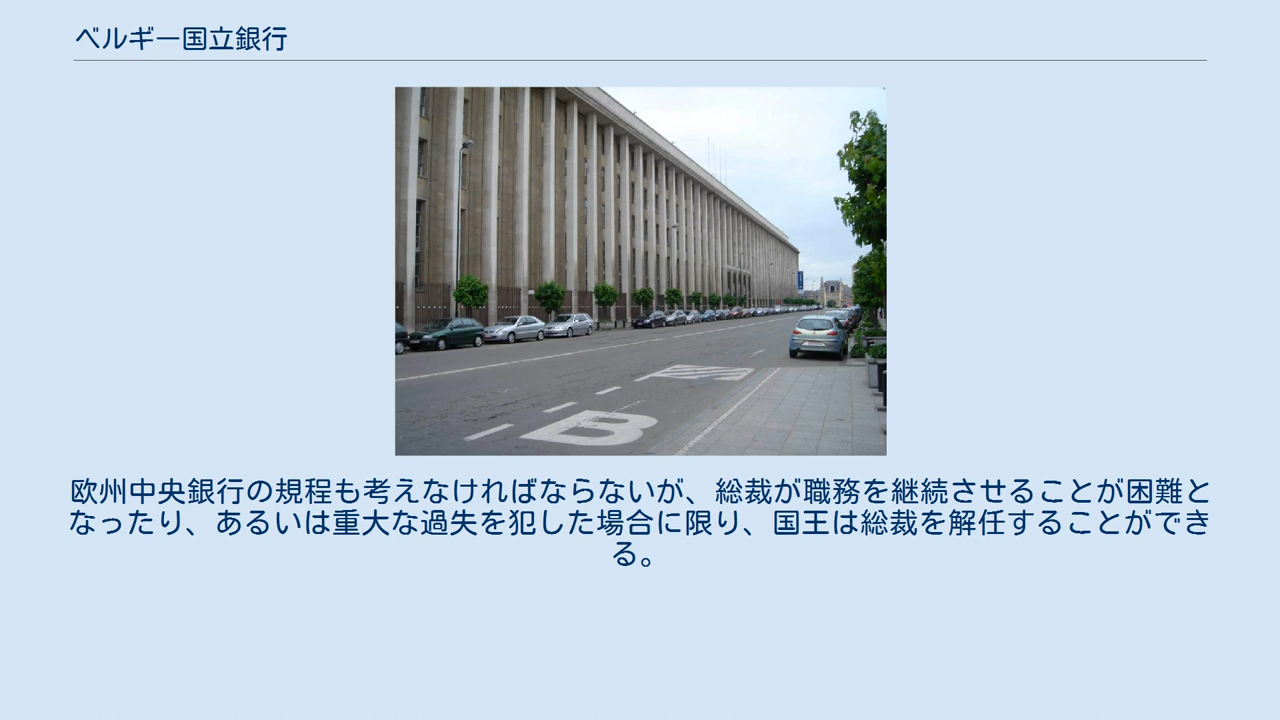 ベルギー国立銀行
B
欧州中央銀行の規程も考えなければならないが、総裁が職務を継続させることが困難と
なったり、あるいは重大な過失を犯した場合に限り、国王は総裁を解任することができ
る。